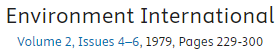 Environment International
Volume 2, Issues 4–6, 1979, Pages 229-300